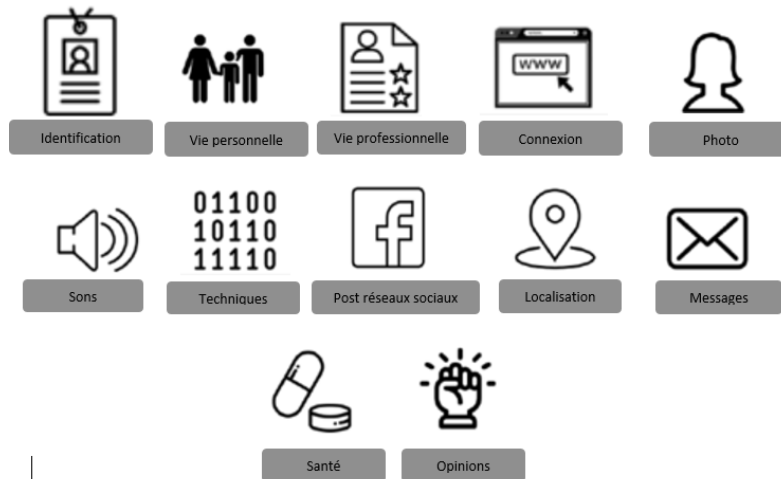 Identification
Vie personnelle
Vie professionnelle
WWW
Connexion
Photo
01100
10110
11110
Sons
Techniques
Post réseaux sociaux
Localisation
Messages
Santé
Opinions